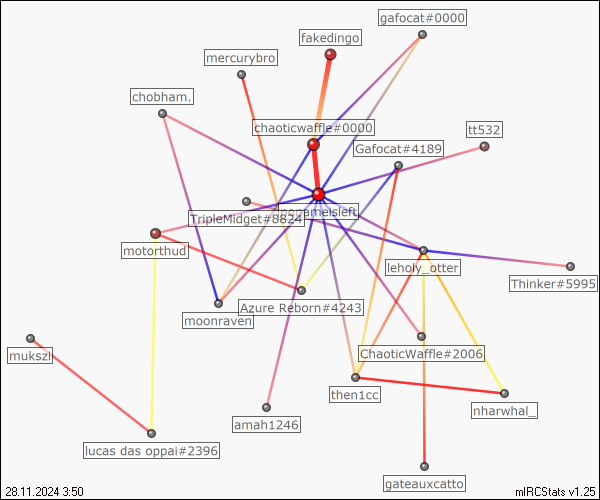 gafocat#0000
fakedingo
mercurybro
chobham.
chaoticwaffle#0000
tt532
Gafocat#4189
TripleMidget#8824
nonameisleft
motorthud
leholy_otter
Thinker#5995
Azure Reborn#4243
moonraven
mukszi
ChaoticWaffle#2006
then1cc
nharwhal_
amah1246
lucas das oppai#2396
gateauxcatto
28.11.2024 3:50
mIRCStats v1.25